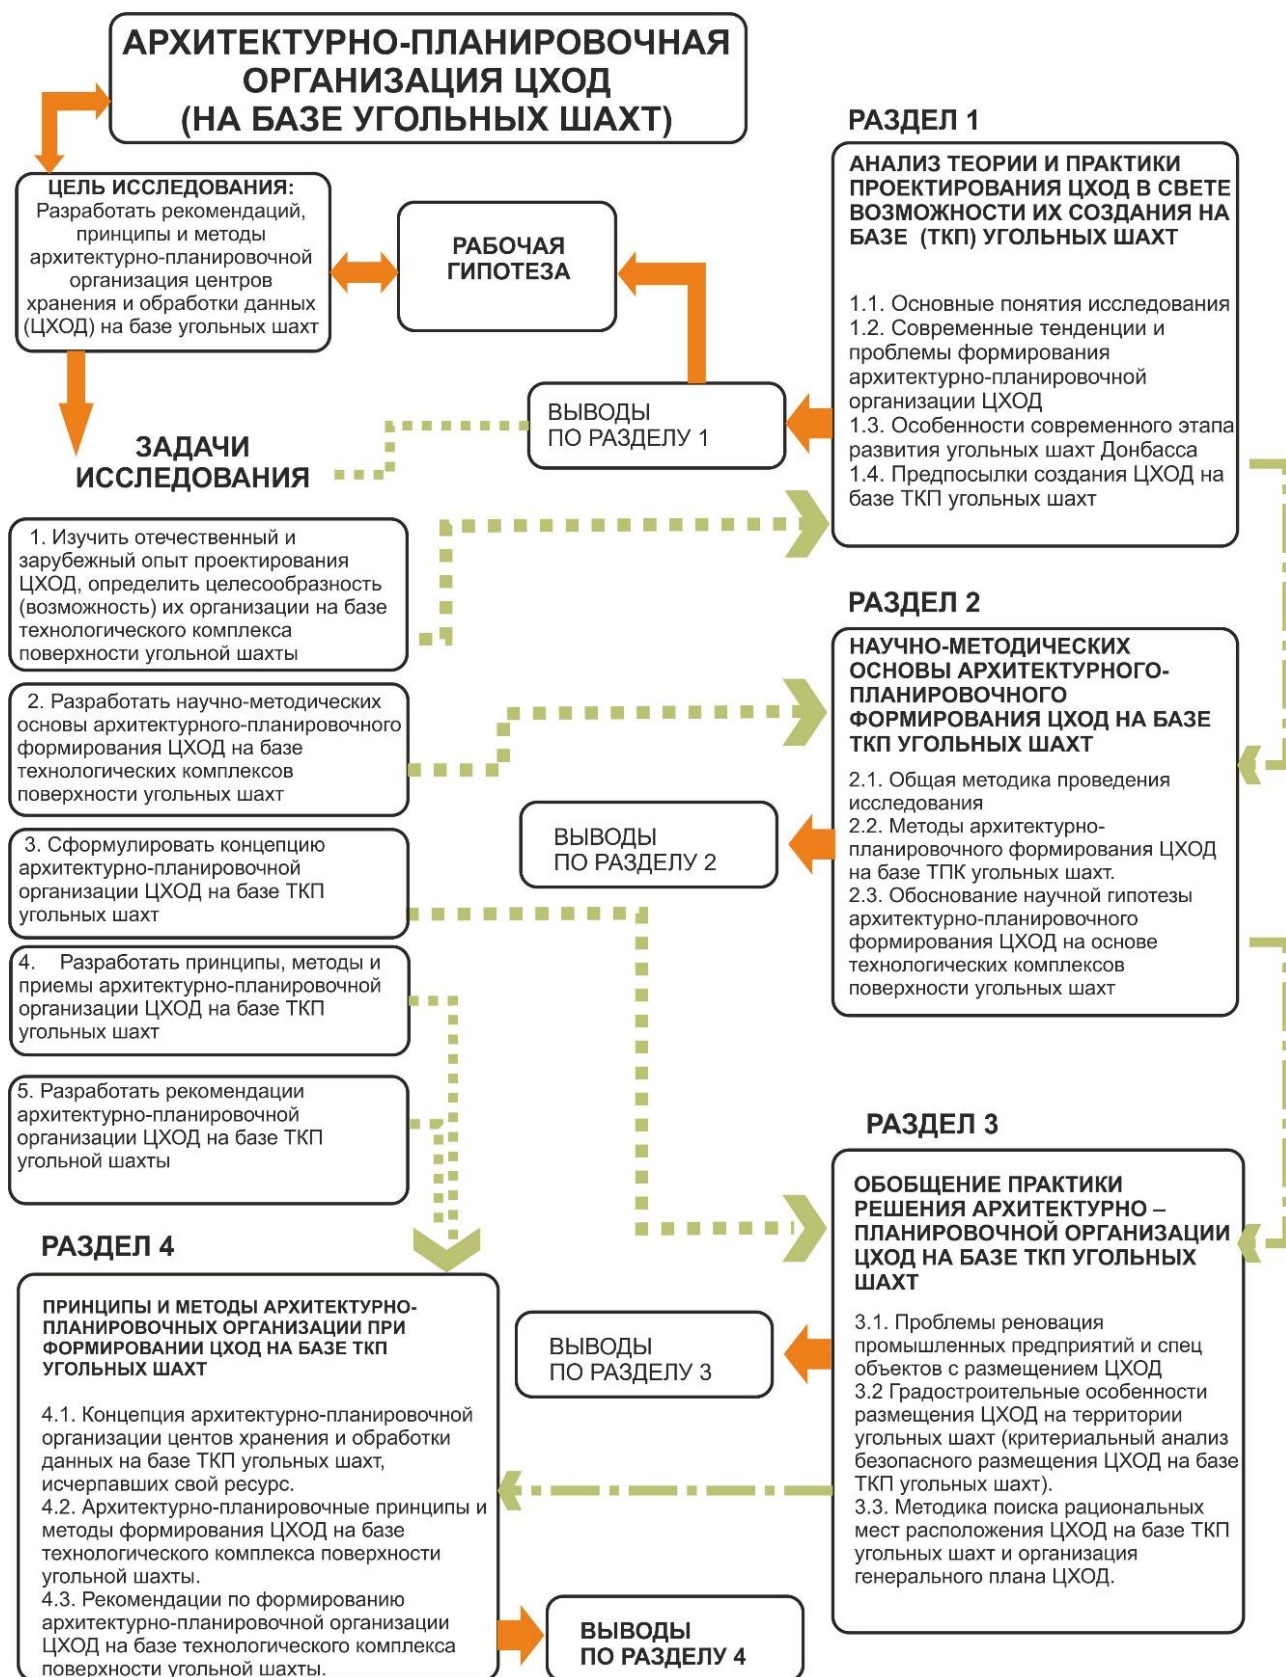 АРХИТЕКТУРНО-ПЛАНИРОВОЧНАЯ
ОРГАНИЗАЦИЯ ЦХОД
(НА БАЗЕ УГОЛЬНЫХ ШАХТ)
ЦЕЛЬ ИССЛЕДОВАНИЯ:
Разработать рекомендаций,
принципы и методы
архитектурно-планировочной
организация центров
хранения и обработки данных
(ЦХОД) на базе угольных шахт
РАБОЧАЯ
ГИПОТЕЗА
ВЫВОДЫ
ПО РАЗДЕЛУ 1
РАЗДЕЛ 1
АНАЛИЗ ТЕОРИИ И ПРАКТИКИ
ПРОЕКТИРОВАНИЯ ЦХОД В СВЕТЕ
ВОЗМОЖНОСТИ ИХ СОЗДАНИЯ НА
БАЗЕ (ТКП) УГОЛЬНЫХ ШАХТ
1.1. Основные понятия исследования
1.2. Современные тенденции и
проблемы формирования
архитектурно-планировочной
организации ЦХОД
1.3. Особенности современного этапа
развития угольных шахт Донбасса
1.4. Предпосылки создания ЦХОД на
базе ТКП угольных шахт
ЗАДАЧИ
ИССЛЕДОВАНИЯ
1. Изучить отечественный и
зарубежный опыт проектирования
ЦХОД, определить целесообразность
(возможность) их организации на базе
технологического комплекса
поверхности угольной шахты
2. Разработать научно-методических
основы архитектурного-планировочного
формирования ЦХОД на базе
технологических комплексов
поверхности угольных шахт
3. Сформулировать концепцию
архитектурно-планировочной
организации ЦХОД на базе ТКП
угольных шахт
4. Разработать принципы, методы и
приемы архитектурно-планировочной
организации ЦХОД на базе ТКП
угольных шахт
5. Разработать рекомендации
архитектурно-планировочной
организации ЦХОД на базе ТКП
угольной шахты
РАЗДЕЛ 2
НАУЧНО-МЕТОДИЧЕСКИХ
ОСНОВЫ АРХИТЕКТУРНОГО-
ПЛАНИРОВОЧНОГО
ФОРМИРОВАНИЯ ЦХОД НА БАЗЕ
ТКП УГОЛЬНЫХ ШАХТ
2.1. Общая методика проведения
исследования
2.2. Методы архитектурно-
планировочного формирования ЦХОД
на базе ТПК угольных шахт.
2.3. Обоснование научной гипотезы
архитектурно-планировочного
формирования ЦХОД на основе
технологических комплексов
поверхности угольных шахт
ВЫВОДЫ
ПО РАЗДЕЛУ 2
РАЗДЕЛ 3
ОБОБЩЕНИЕ ПРАКТИКИ
РЕШЕНИЯ АРХИТЕКТУРНО –
ПЛАНИРОВОЧНОЙ ОРГАНИЗАЦИИ
ЦХОД НА БАЗЕ ТКП УГОЛЬНЫХ
ШАХТ
3.1. Проблемы реновация
промышленных предприятий и спец
объектов с размещением ЦХОД
3.2 Градостроительные особенности
размещения ЦХОД на территории
угольных шахт (критериальный анализ
безопасного размещения ЦХОД на базе
ТКП угольных шахт).
3.3. Методика поиска рациональных
мест расположения ЦХОД на базе ТКП
угольных шахт и организация
генерального плана ЦХОД.
ВЫВОДЫ
ПО РАЗДЕЛУ 3
РАЗДЕЛ 4
ПРИНЦИПЫ И МЕТОДЫ АРХИТЕКТУРНО-
ПЛАНИРОВОЧНЫХ ОРГАНИЗАЦИИ ПРИ
ФОРМИРОВАНИИ ЦХОД НА БАЗЕ ТКП
УГОЛЬНЫХ ШАХТ
4.1. Концепция архитектурно-планировочной
организации центов хранения и обработки
данных на базе ТКП угольных шахт,
исчерпавших свой ресурс.
4.2. Архитектурно-планировочные принципы и
методы формирования ЦХОД на базе
технологического комплекса поверхности
угольной шахты.
4.3. Рекомендации по формированию
архитектурно-планировочной организации
ЦХОД на базе технологического комплекса
поверхности угольной шахты.
ВЫВОДЫ
ПО РАЗДЕЛУ 4